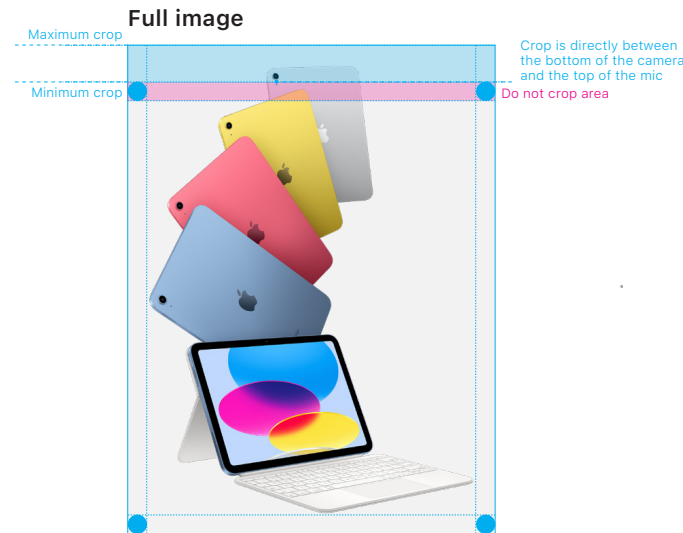 Full image
Maximum crop
Crop is directly between
the bottom of the camera
and the top of the mic
Minimum crop
Do not crop area